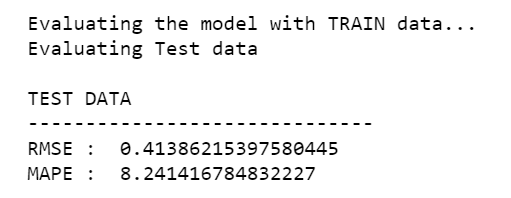 Evaluating the model with TRAIN data...
Evaluating Test data
TEST DATA
------------------------------
RMSE :  0.41386215397580445
MAPE :  8.241416784832227